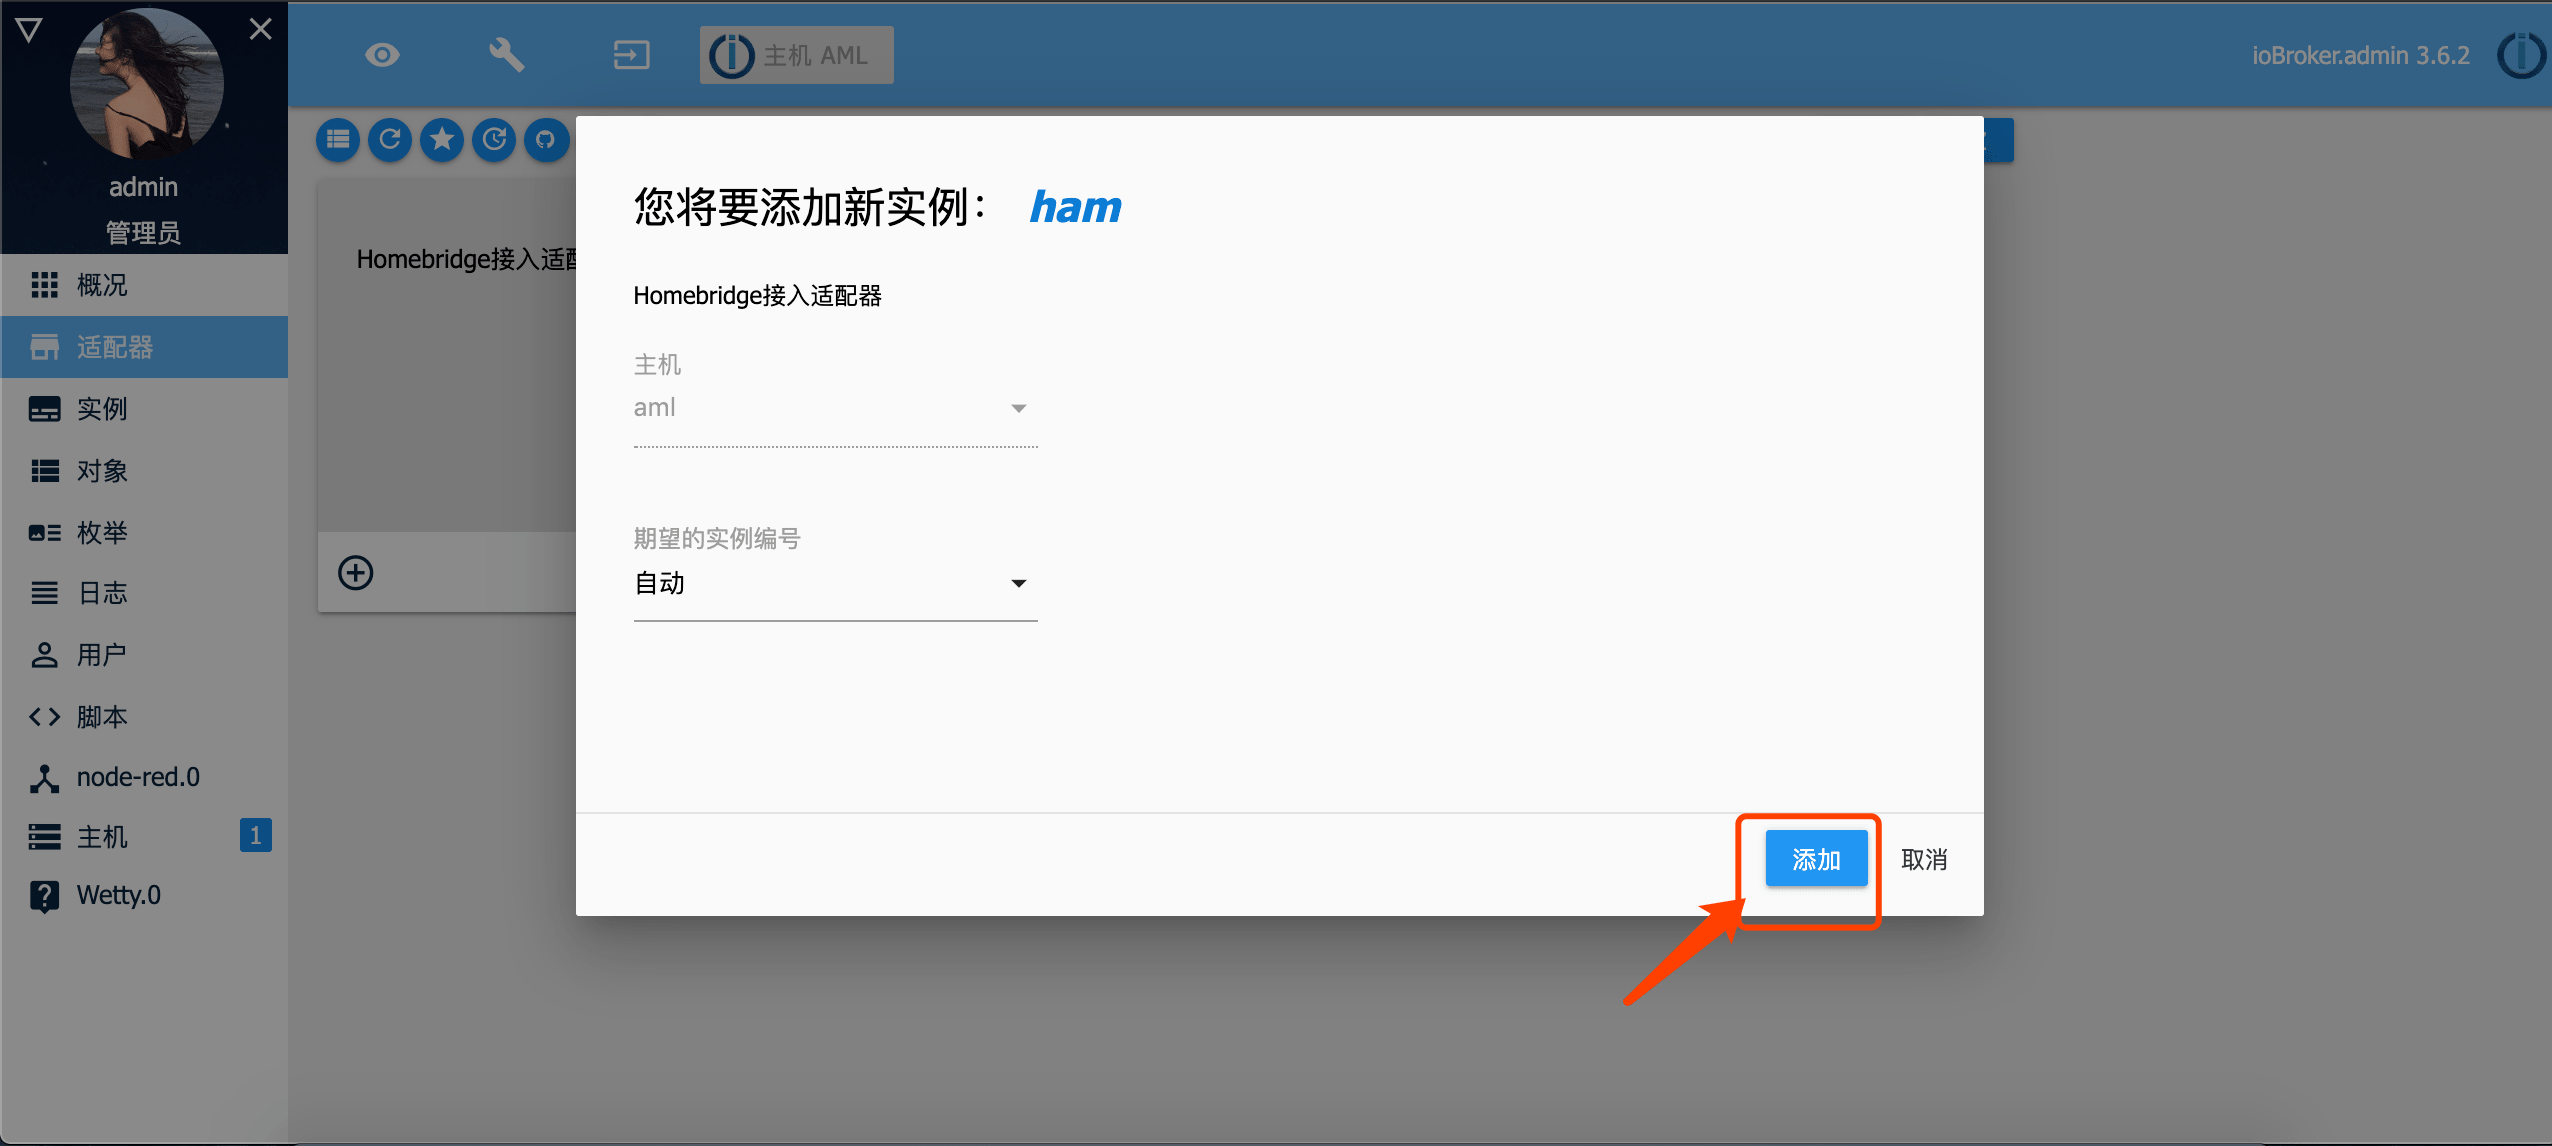 admin
管理员
概况
适配器
实例
对象
枚举
日志
用户
脚本
node-red.0
主机 1
Wetty.0
主机 AML
ioBroker.admin 3.6.2
Homebridge接入适配
您将要添加新实例： ham
Homebridge接入适配器
主机
aml
期望的实例编号
自动
添加 取消